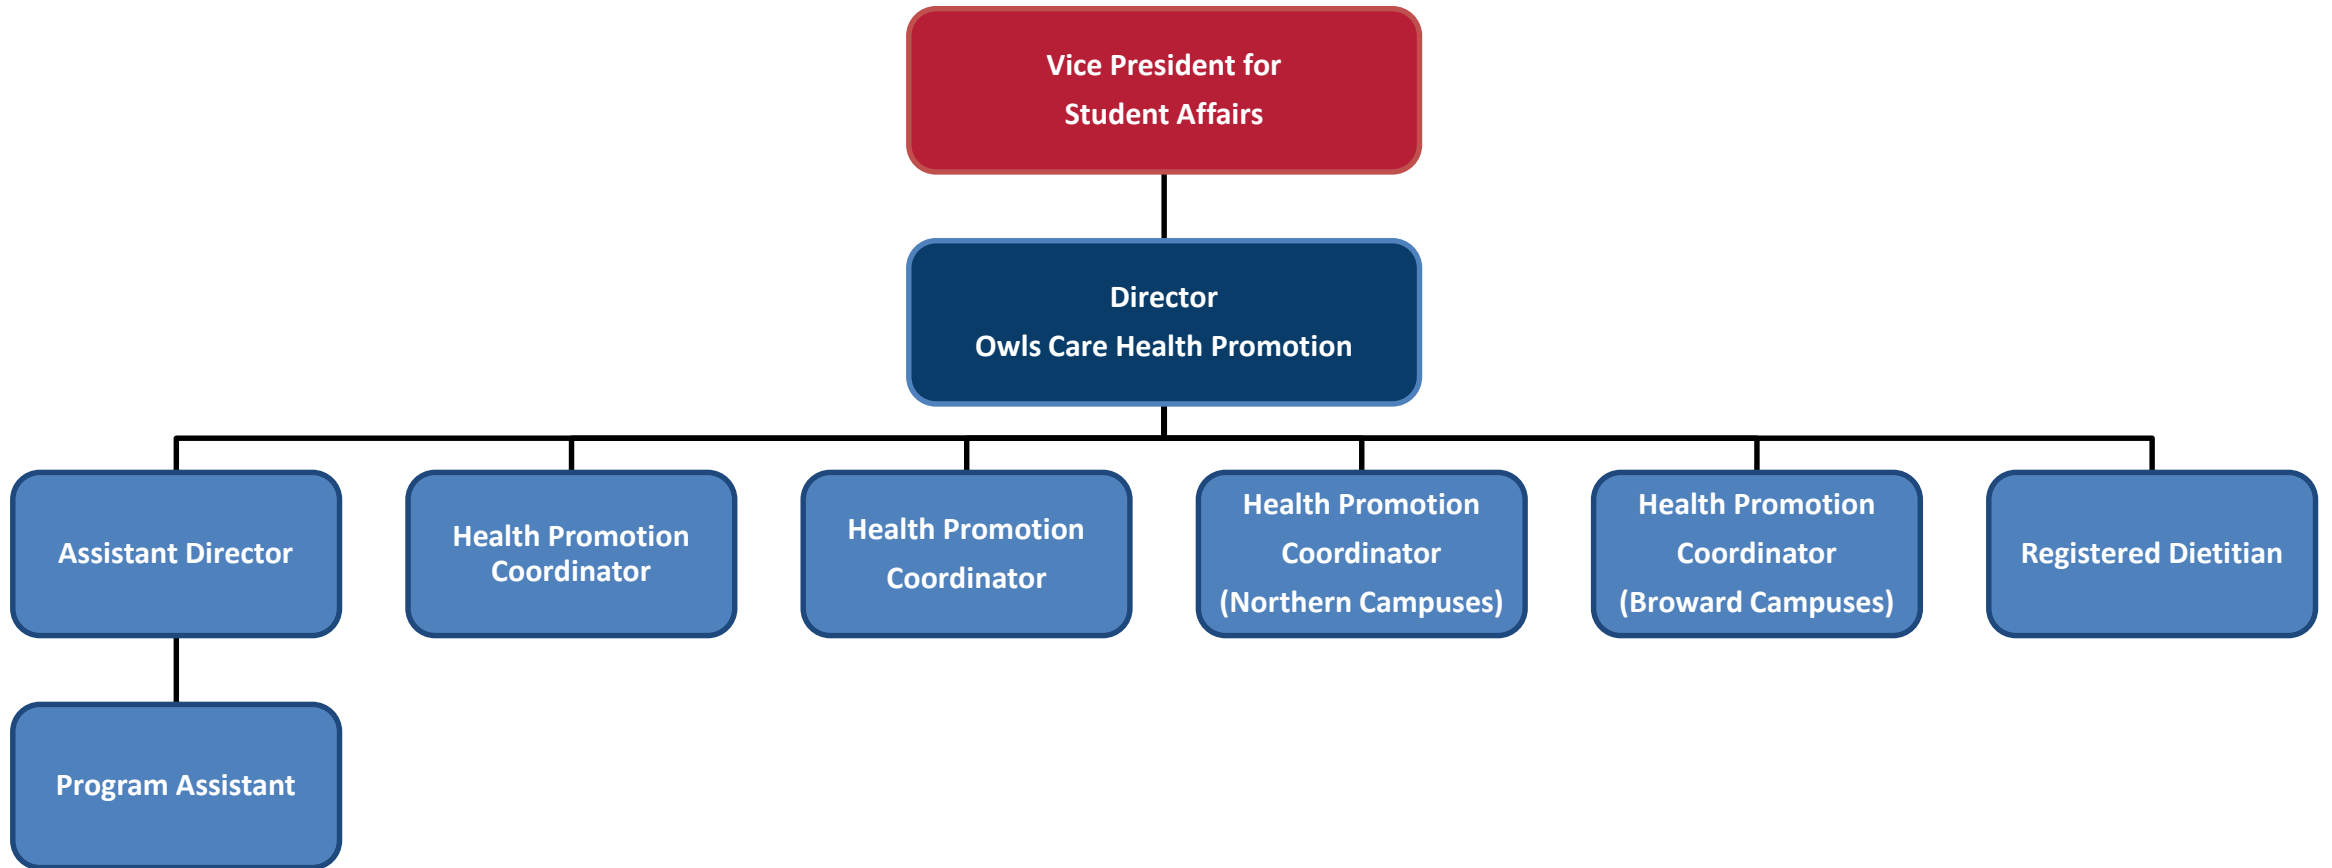 Vice President for
Student Affairs
Director
Owls Care Health Promotion
Assistant Director
Health Promotion
Coordinator
Health Promotion
Coordinator
Health Promotion
Coordinator
(Northern Campuses)
Health Promotion
Coordinator
(Broward Campuses)
Registered Dietitian
Program Assistant